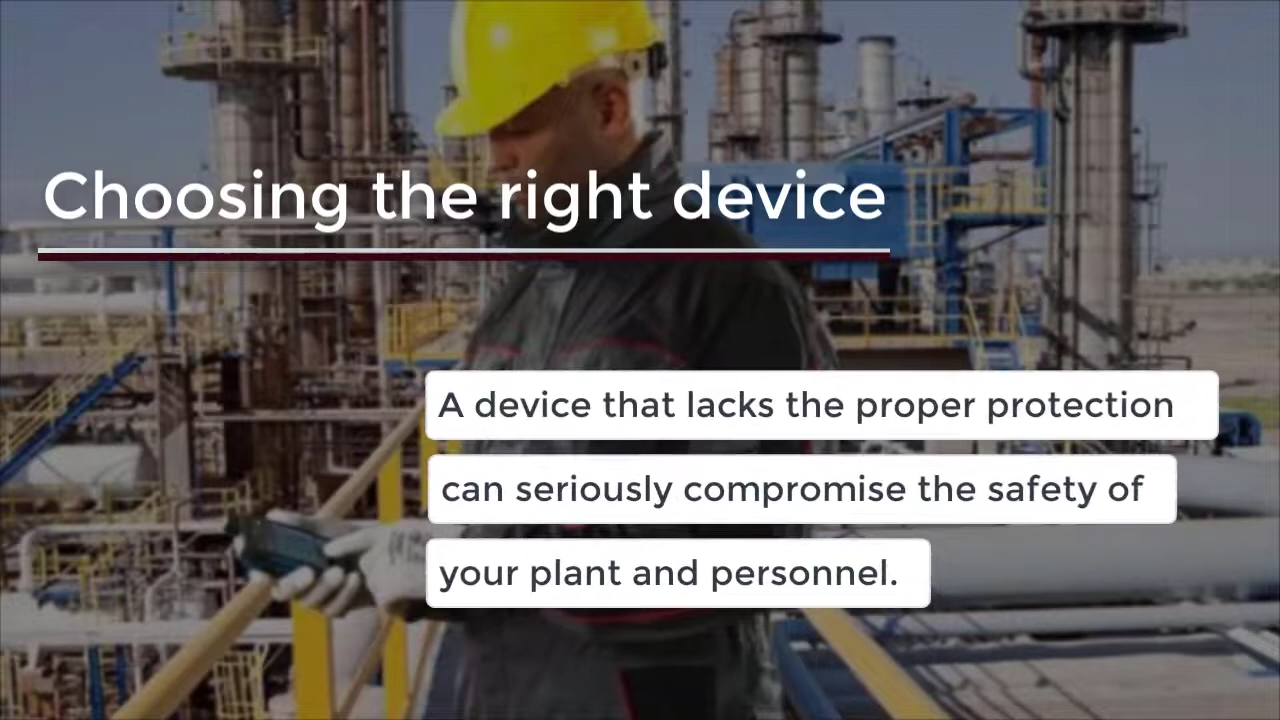 Choosing the right device
A device that lacks the proper protection
can seriously compromise the safety of
your plant and personnel.